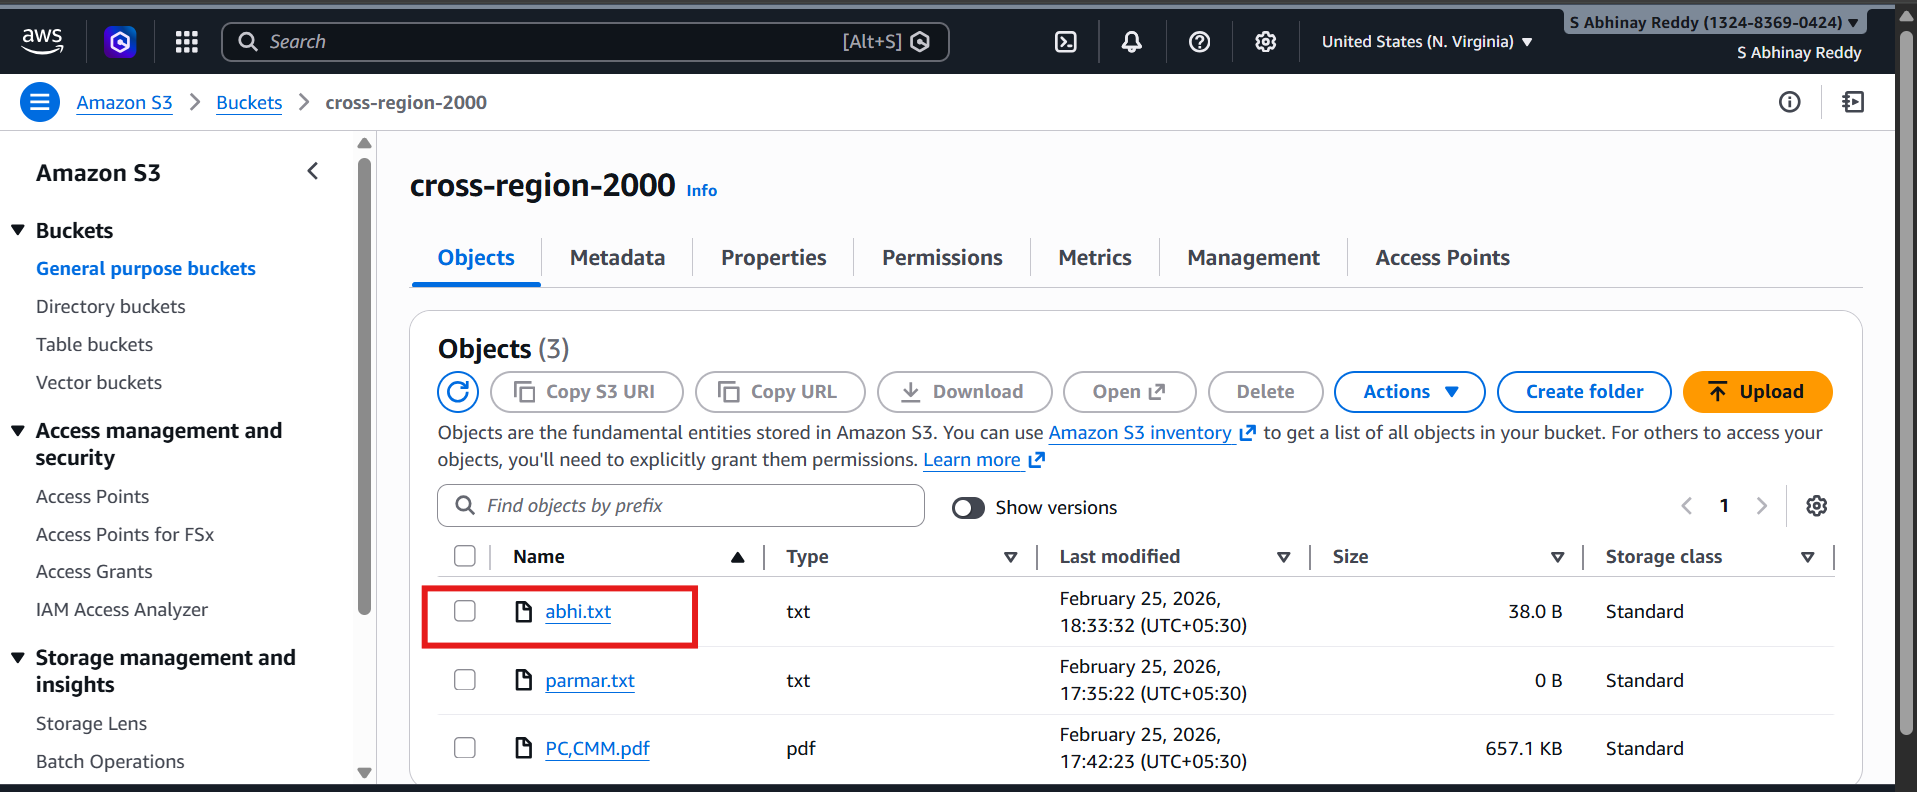 aws
Search
[Alt+S]
United States (N. Virginia)
S Abhinay Reddy (1324-8369-0424)
S Abhinay Reddy
Amazon S3
Buckets
cross-region-2000
Amazon S3
Buckets
General purpose buckets
Directory buckets
Table buckets
Vector buckets
Access management and
security
Access Points
Access Points for FSx
Access Grants
IAM Access Analyzer
Storage management and
insights
Storage Lens
Batch Operations
cross-region-2000 Info
Objects
Metadata
Properties
Permissions
Metrics
Management
Access Points
Objects (3)
Copy S3 URI
Copy URL
Download
Open
Delete
Actions
Create folder
Upload
Objects are the fundamental entities stored in Amazon S3. You can use Amazon S3 inventory to get a list of all objects in your bucket. For others to access your
objects, you'll need to explicitly grant them permissions. Learn more
Find objects by prefix
Show versions
1
Name
Type
Last modified
Size
Storage class
abhi.txt
txt
February 25, 2026,
18:33:32 (UTC+05:30)
38.0 B
Standard
parmar.txt
txt
February 25, 2026,
17:35:22 (UTC+05:30)
0 B
Standard
PC,CMM.pdf
pdf
February 25, 2026,
17:42:23 (UTC+05:30)
657.1 KB
Standard